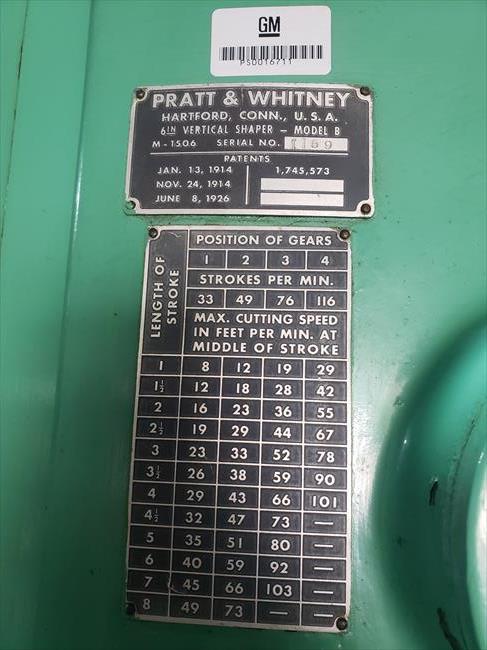 GM
PS0016711
PRATT & WHITNEY
HARTFORD, CONN., U.S.A.
6IN VERTICAL SHAPER - MODEL B
M-1506 SERIAL NO.
PATENTS
JAN. 13, 1914 1,745,573
NOV. 24, 1914
JUNE 8, 1926
LENGTH OF STROKE
POSITION OF GEARS
1 2 3 4
STROKES PER MIN.
33 49 76 116
MAX. CUTTING SPEED
IN FEET PER MIN. AT
MIDDLE OF STROKE
1 8 12 19 29
1½ 12 18 28 42
2 16 23 36 55
2½ 19 29 44 67
3 23 33 52 78
3½ 26 38 59 90
4 29 43 66 101
4½ 32 47 73 —
5 35 51 80 —
6 40 59 92 —
7 45 66 103 —
8 49 73 — —